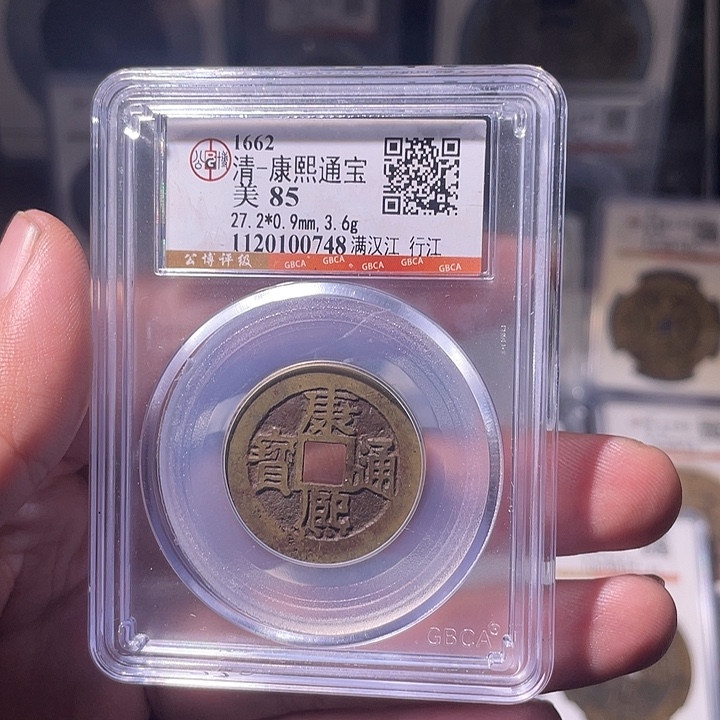 1662
清-康熙通宝
美 85
27.2*0.9mm,3.6g
1120100748 满汉江 行江
公博评级 GBCA GBCA GBCA GBCA GBCA
康
寳 通
熙
GBCA